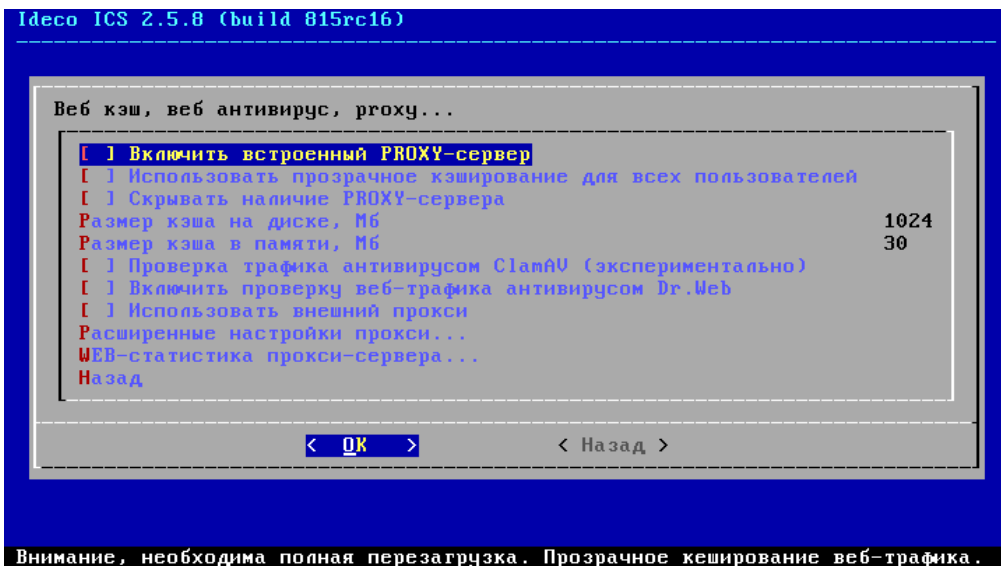 Ideco ICS 2.5.8 (build 815rc16)
Веб кэш, веб антивирус, proxy...
[ ] Включить встроенный PROXY-сервер
[ ] Использовать прозрачное кэширование для всех пользователей
[ ] Скрывать наличие PROXY-сервера
Размер кэша на диске, Мб 1024
Размер кэша в памяти, Мб 30
[ ] Проверка трафика антивирусом ClamAV (экспериментально)
[ ] Включить проверку веб-трафика антивирусом Dr.Web
[ ] Использовать внешний прокси
Расширенные настройки прокси...
WEB-статистика прокси-сервера...
Назад
< OK > < Назад >
Внимание, необходима полная перезагрузка. Прозрачное кеширование веб-трафика.